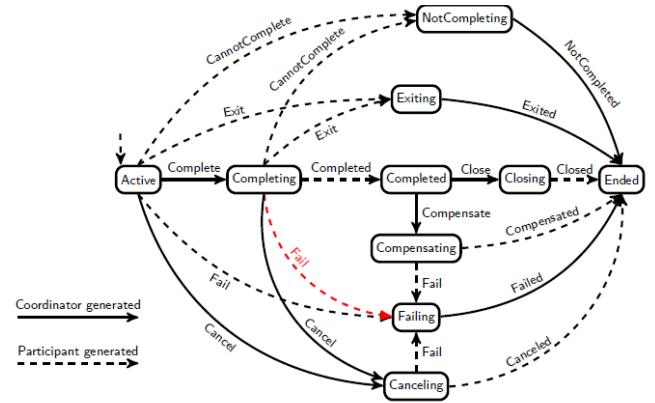 NotCompleting
CannotComplete
CannotComplete
NotCompleted
Exiting
Exit
Exit
Exited
Active
Complete
Completing
Completed
Completed
Close
Closing
Closed
Ended
Compensate
Compensated
Compensating
Fail
Fail
Fail
Failed
Coordinator generated
Failing
Cancel
Cancel
Participant generated
Fail
Canceled
Canceling